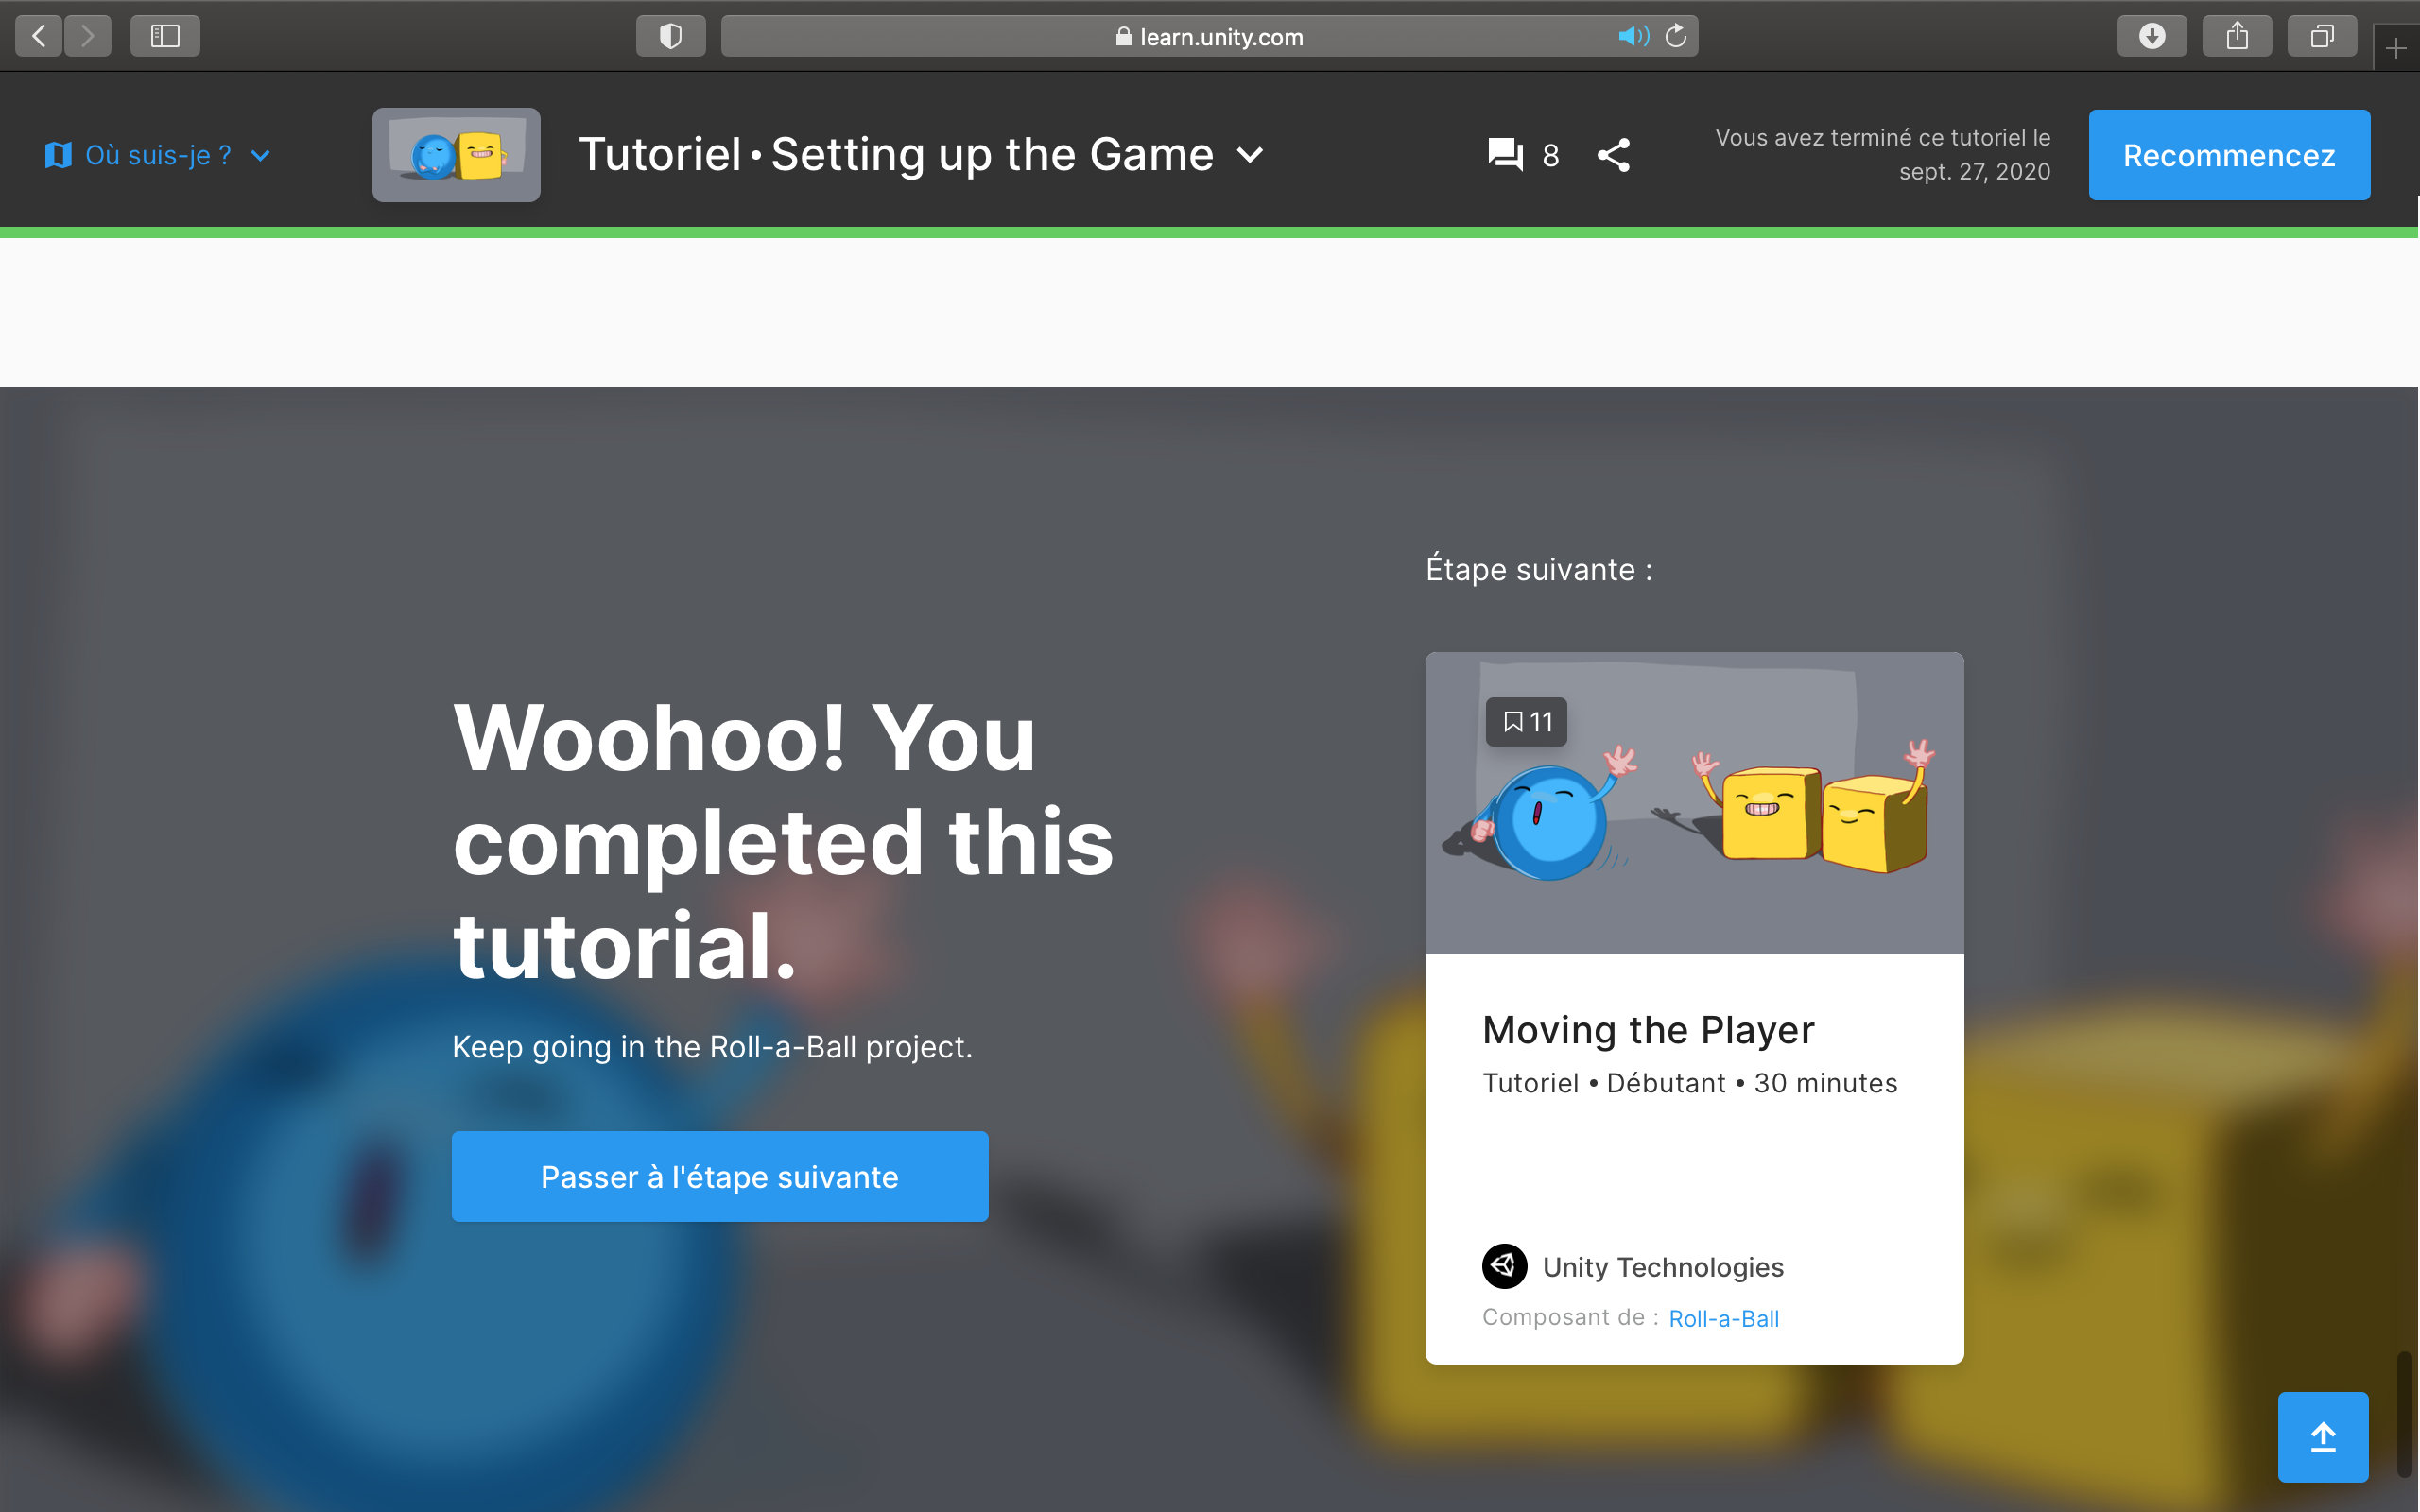 learn.unity.com
Où suis-je ?
Tutoriel • Setting up the Game
8
Vous avez terminé ce tutoriel le
sept. 27, 2020
Recommencez
Étape suivante :
11
Woohoo! You
completed this
tutorial.
Keep going in the Roll-a-Ball project.
Passer à l'étape suivante
Moving the Player
Tutoriel • Débutant • 30 minutes
Unity Technologies
Composant de : Roll-a-Ball